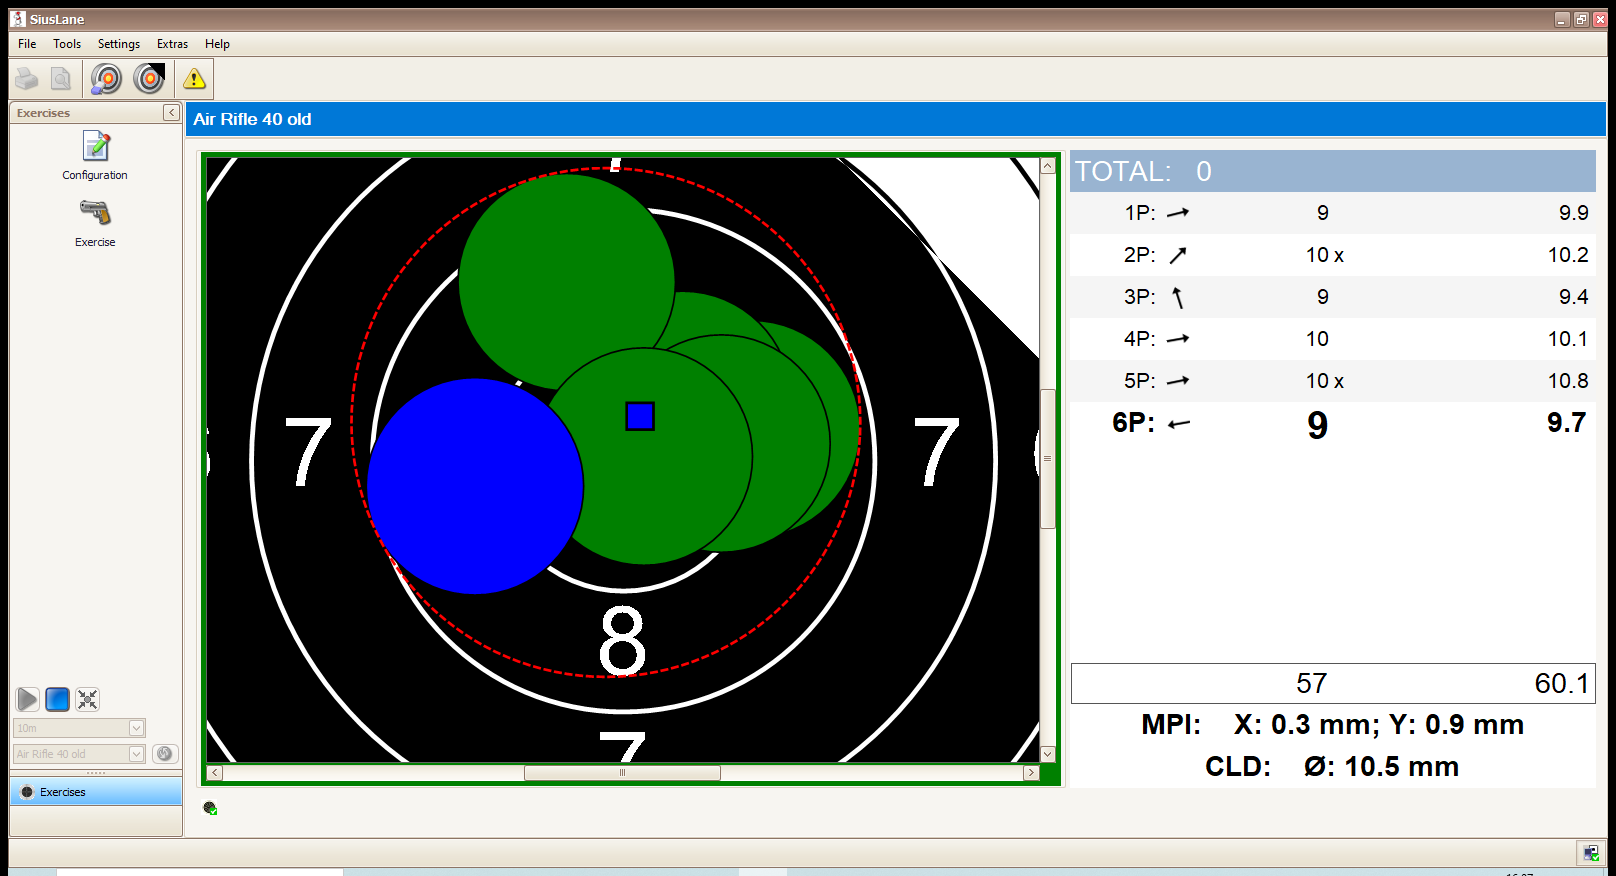 SiusLane
File Tools Settings Extras Help
Exercises
Configuration
Exercise
10m
Air Rifle 40 old
Exercises
Air Rifle 40 old
7 7
8
7
TOTAL: 0
1P: 9 9.9
2P: 10 x 10.2
3P: 9 9.4
4P: 10 10.1
5P: 10 x 10.8
6P: 9 9.7
57 60.1
MPI: X: 0.3 mm; Y: 0.9 mm
CLD: Ø: 10.5 mm